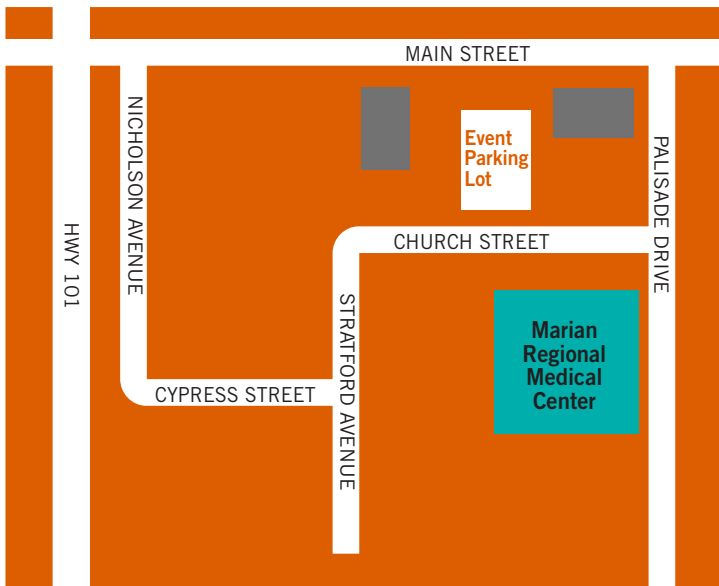 MAIN STREET
NICHOLSON AVENUE
Event
Parking
Lot
PALISADE DRIVE
HWY 101
CHURCH STREET
STRATFORD AVENUE
Marian
Regional
Medical
Center
CYPRESS STREET